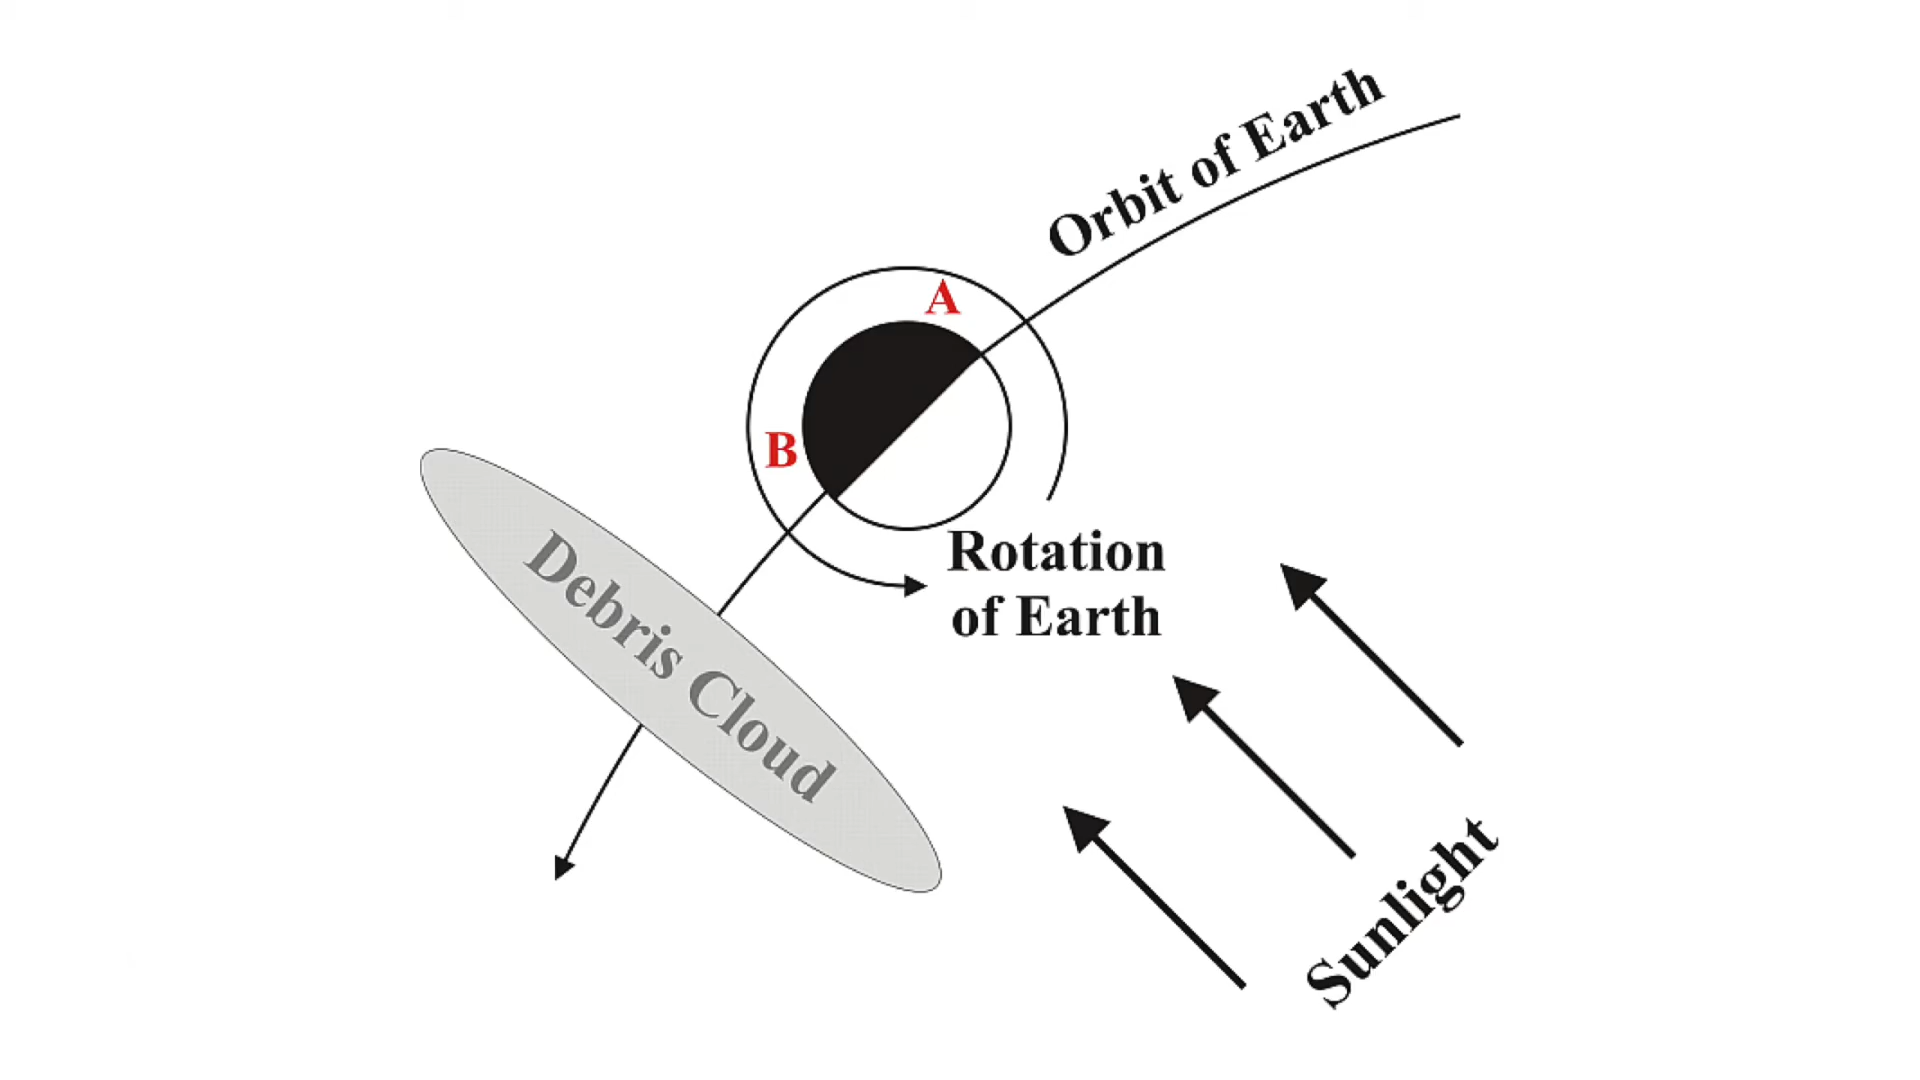 Orbit of Earth
A
B
Rotation
of Earth
Debris Cloud
Sunlight